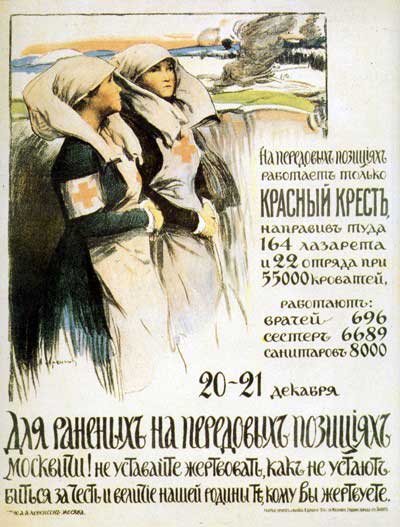 На передовыхъ позицiяхъ
работаетъ только
КРАСНЫЙ КРЕСТЪ,
направивъ туда
164 лазарета
и 22 отряда при
55000 кроватей,
работаютъ:
врачей 696
сестеръ 6689
санитаровъ 8000
20-21 декабря
Для раненыхъ на передовыхъ позицiяхъ
Москвичи! не уставайте жертвовать, какъ не устаютъ
биться за честь и величiе нашей родины те, кому Вы жертвуете.